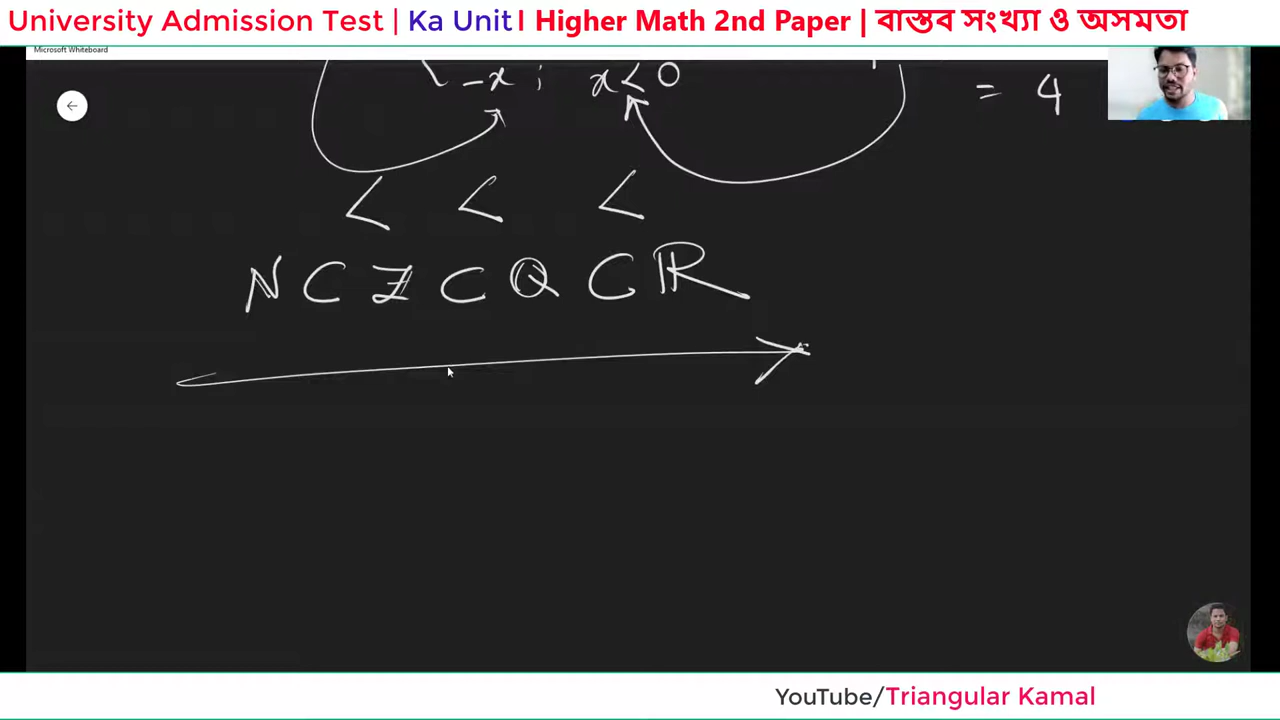 University Admission Test | Ka Unit। Higher Math 2nd Paper | বাস্তব সংখ্যা ও অসমতা
Microsoft Whiteboard
-x ; x < 0
= 4
< < <
N ⊂ Z ⊂ Q ⊂ ℝ
YouTube/Triangular Kamal